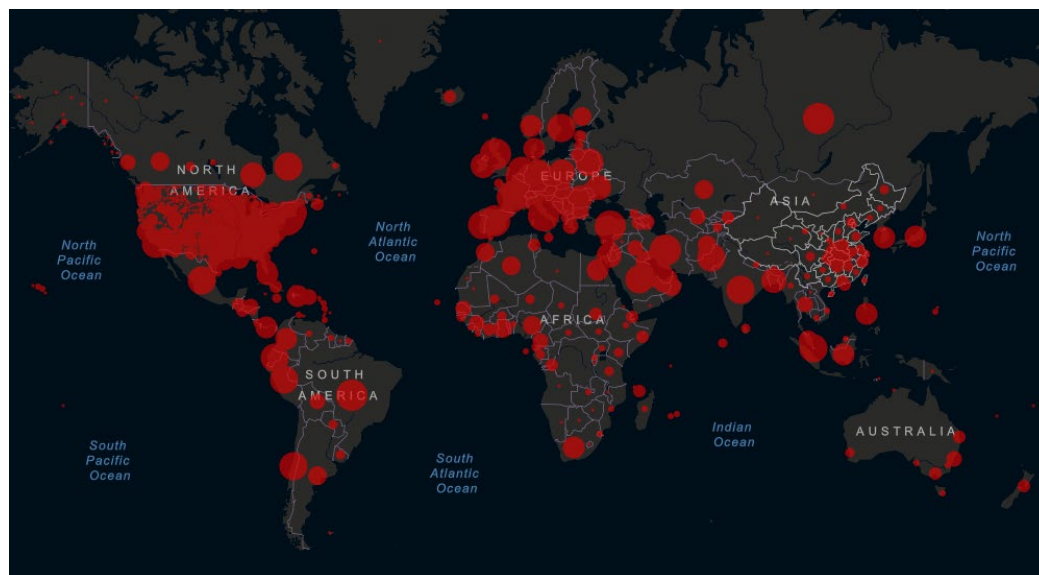 NORTH
AMERICA
EUROPE
ASIA
North
Pacific
Ocean
North
Atlantic
Ocean
North
Pacific
Ocean
AFRICA
SOUTH
AMERICA
AUSTRALIA
Indian
Ocean
South
Pacific
Ocean
South
Atlantic
Ocean